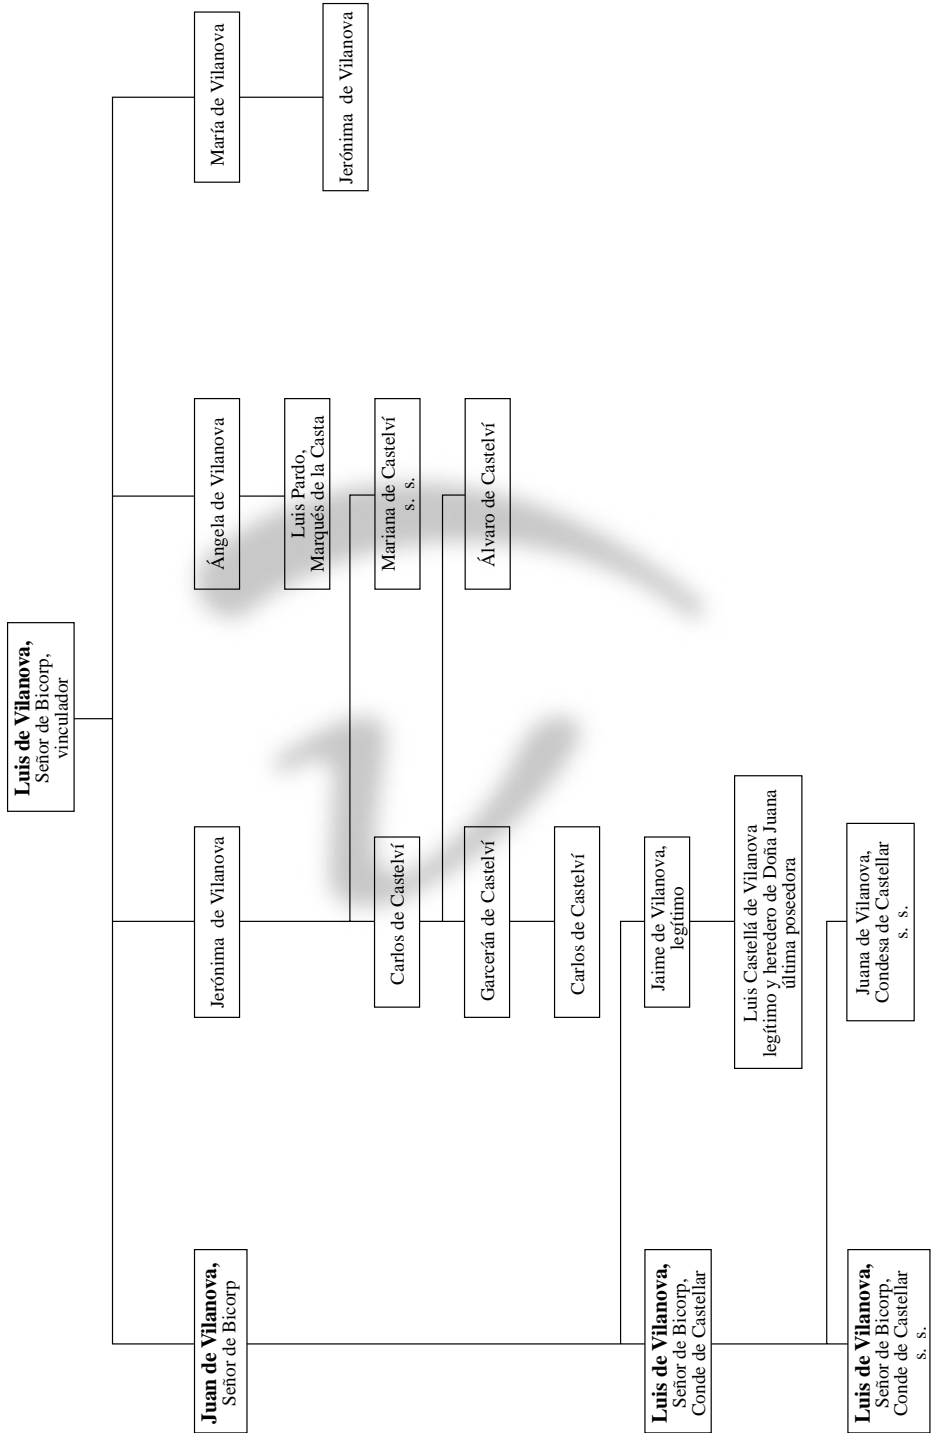 Luis de Vilanova,
Señor de Bicorp,
vinculador
Juan de Vilanova,
Señor de Bicorp
Jerónima de Vilanova
Ángela de Vilanova
María de Vilanova
Luis Pardo,
Marqués de la Casta
Jerónima de Vilanova
Carlos de Castelví
Mariana de Castelví
s. s.
Garcerán de Castelví
Álvaro de Castelví
Carlos de Castelví
Luis de Vilanova,
Señor de Bicorp,
Conde de Castellar
Jaime de Vilanova,
legítimo
Luis Castellá de Vilanova
legítimo y heredero de Doña Juana
última poseedora
Luis de Vilanova,
Señor de Bicorp,
Conde de Castellar
s. s.
Juana de Vilanova,
Condesa de Castellar
s. s.